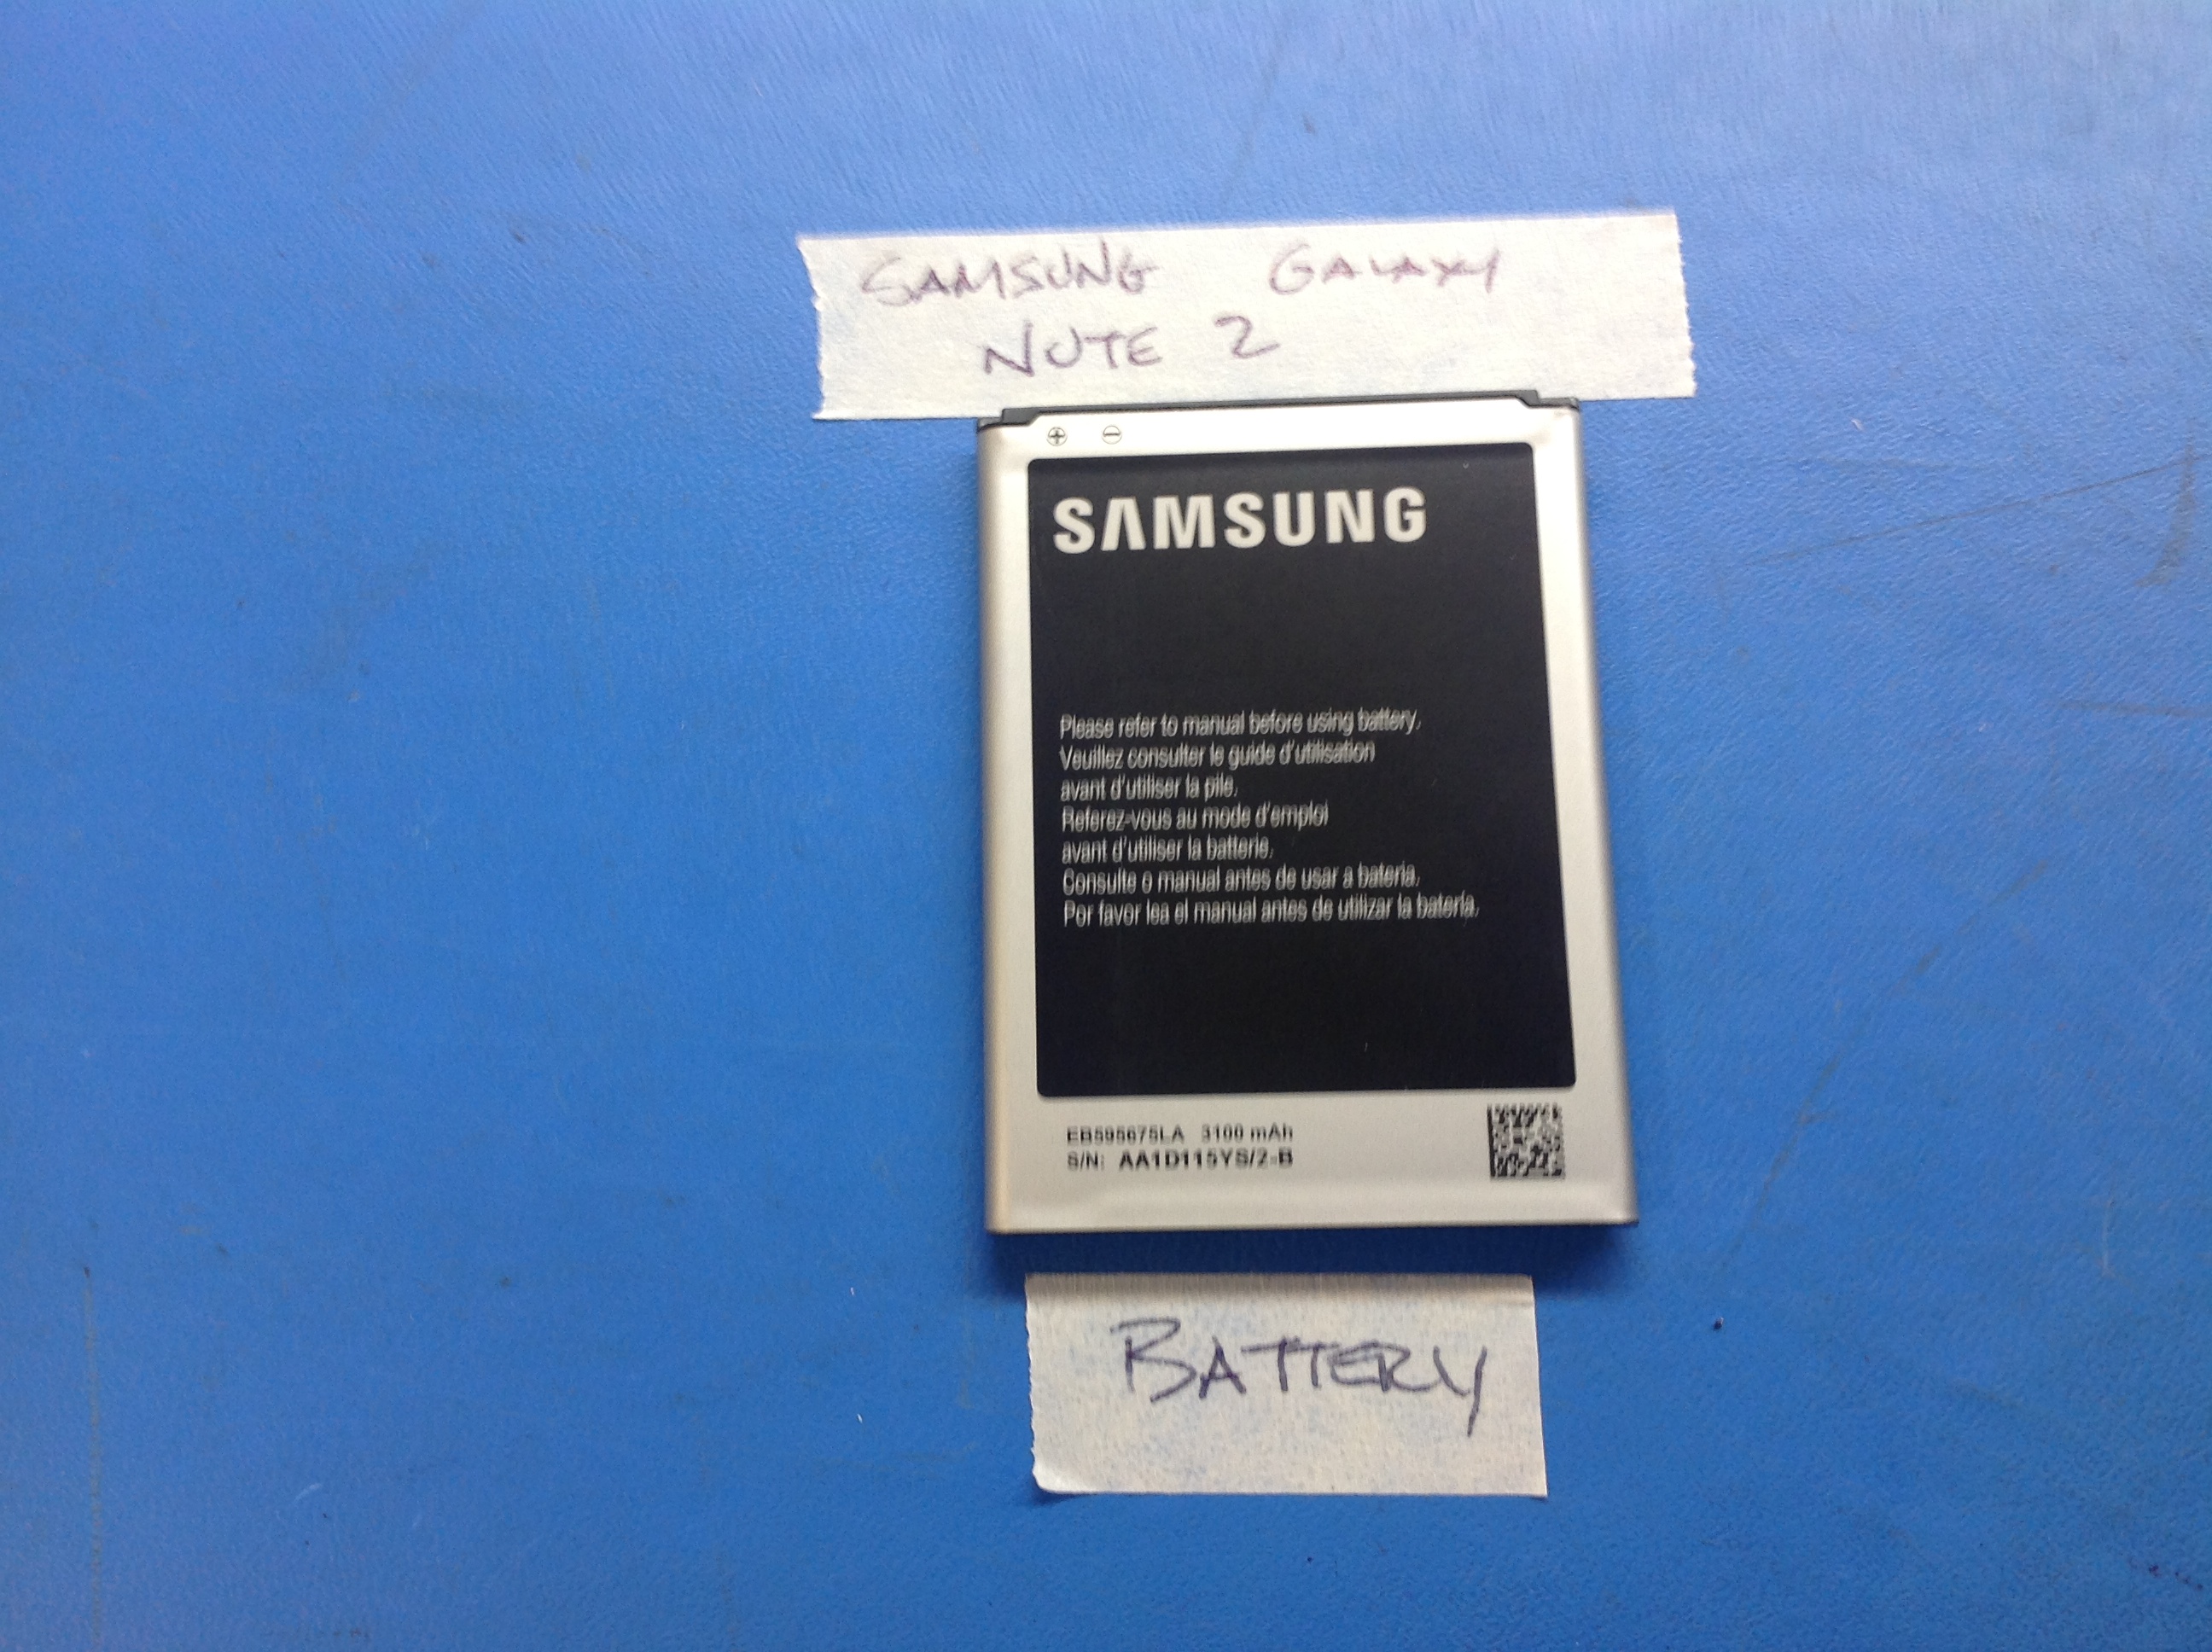 SAMSUNG GALAXY
NOTE 2
SAMSUNG
Please refer to manual before using battery.
Veuillez consulter le guide d'utilisation
avant d'utiliser la pile.
Referez-vous au mode d'emploi
avant d'utiliser la batterie.
Consulte o manual antes de usar a bateria.
Por favor lea el manual antes de utilizar la batería.
EB595675LA 3100 mAh
S/N: AA1D115YS/2-B
BATTERY